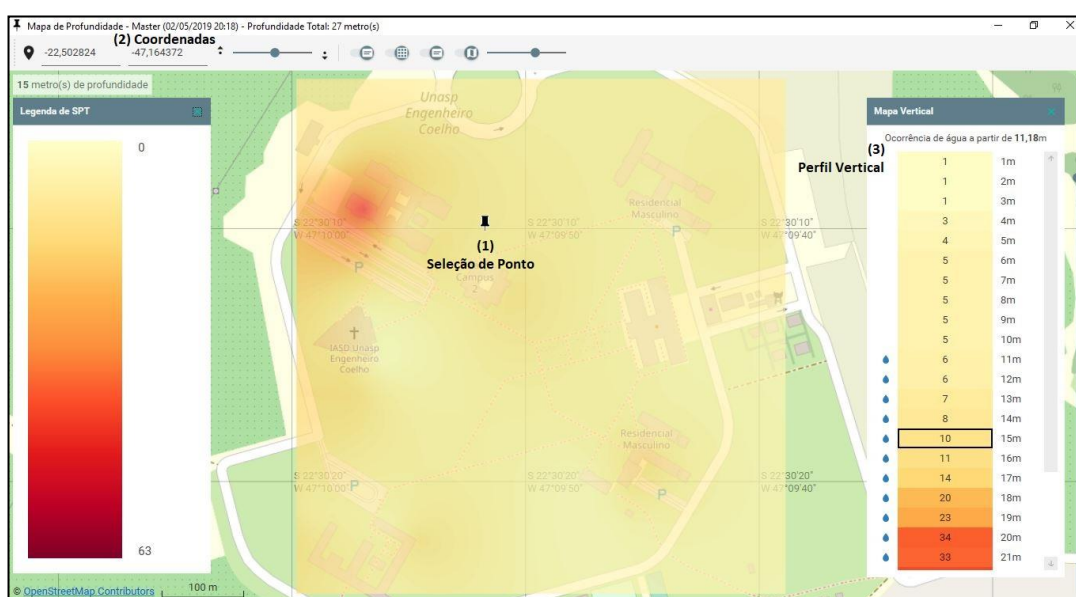 Mapa de Profundidade - Master (02/05/2019 20:18) - Profundidade Total: 27 metro(s)
(2) Coordenadas
-22,502824 -47,164372
15 metro(s) de profundidade
Legenda de SPT
0
63
Unasp
Engenheiro
Coelho
Residencial
Masculino
S 22°30'10"
W 47°10'00"
S 22°30'10"
W 47°09'50"
S 22°30'10"
W 47°09'40"
P
P
(1)
Seleção de Ponto
Campus
2
IASD Unasp
Engenheiro
Coelho
Residencial
Masculino
S 22°30'20"
W 47°10'00"
P
S 22°30'20"
W 47°09'50"
P
S 22°30'20"
W 47°09'40"
Mapa Vertical
Ocorrência de água a partir de 11,18m
(3)
Perfil Vertical
1 1m
1 2m
1 3m
3 4m
4 5m
5 6m
5 7m
5 8m
5 9m
5 10m
6 11m
6 12m
7 13m
8 14m
10 15m
11 16m
14 17m
20 18m
23 19m
34 20m
33 21m
© OpenStreetMap Contributors
100 m